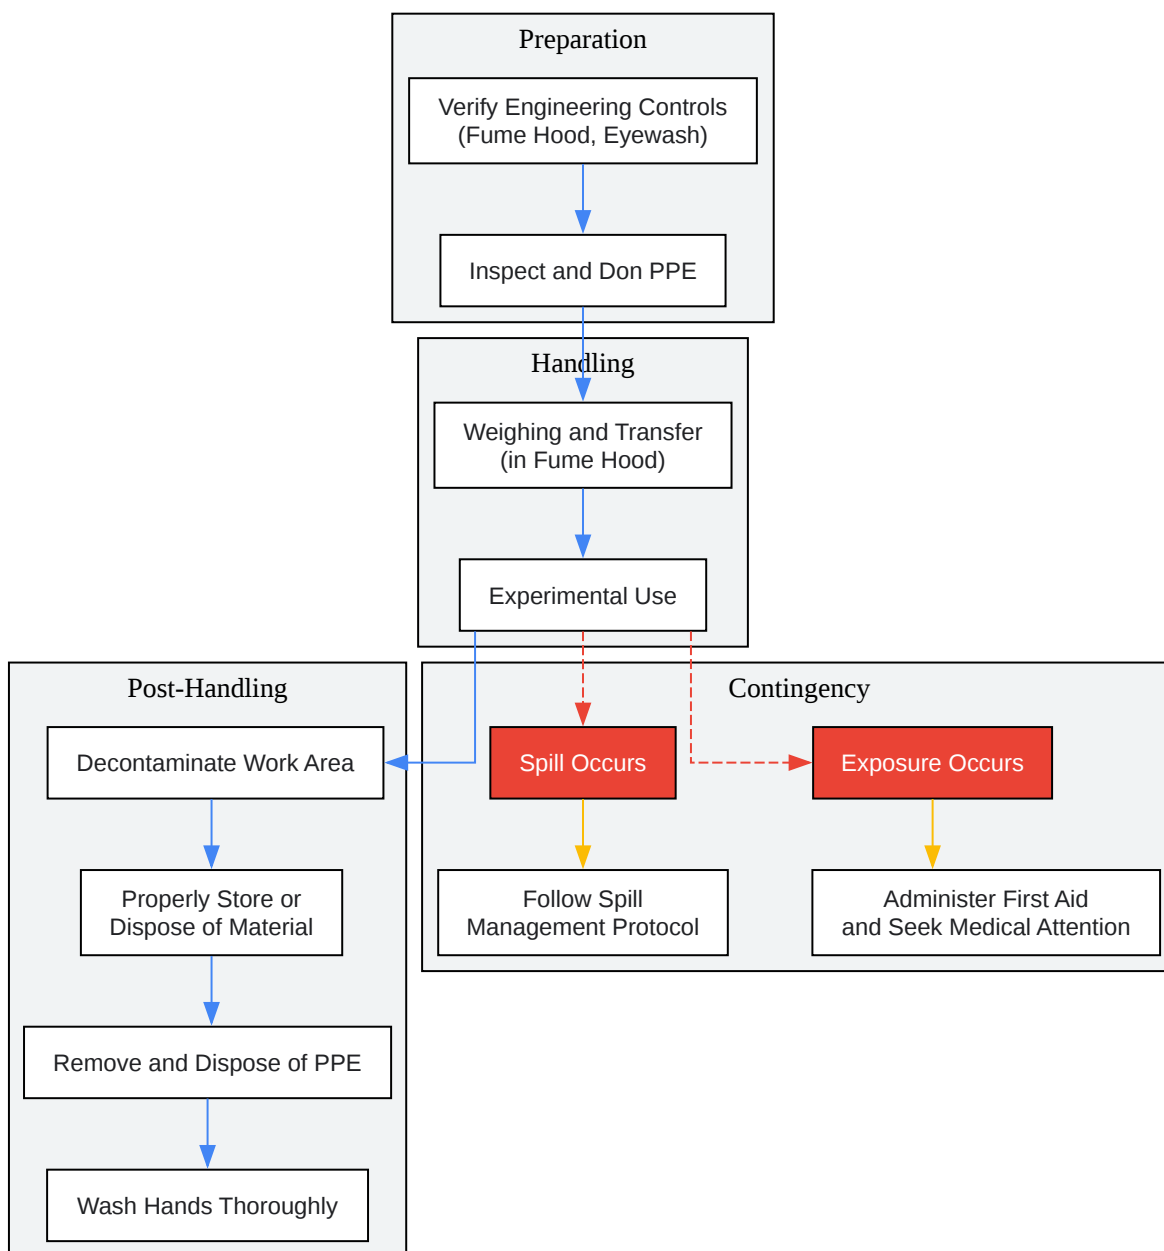 Preparation
Verify Engineering Controls
(Fume Hood, Eyewash)
Inspect and Don PPE
Handling
Weighing and Transfer
(in Fume Hood)
Experimental Use
Post-Handling
Decontaminate Work Area
Properly Store or
Dispose of Material
Remove and Dispose of PPE
Wash Hands Thoroughly
Contingency
Spill Occurs
Exposure Occurs
Follow Spill
Management Protocol
Administer First Aid
and Seek Medical Attention